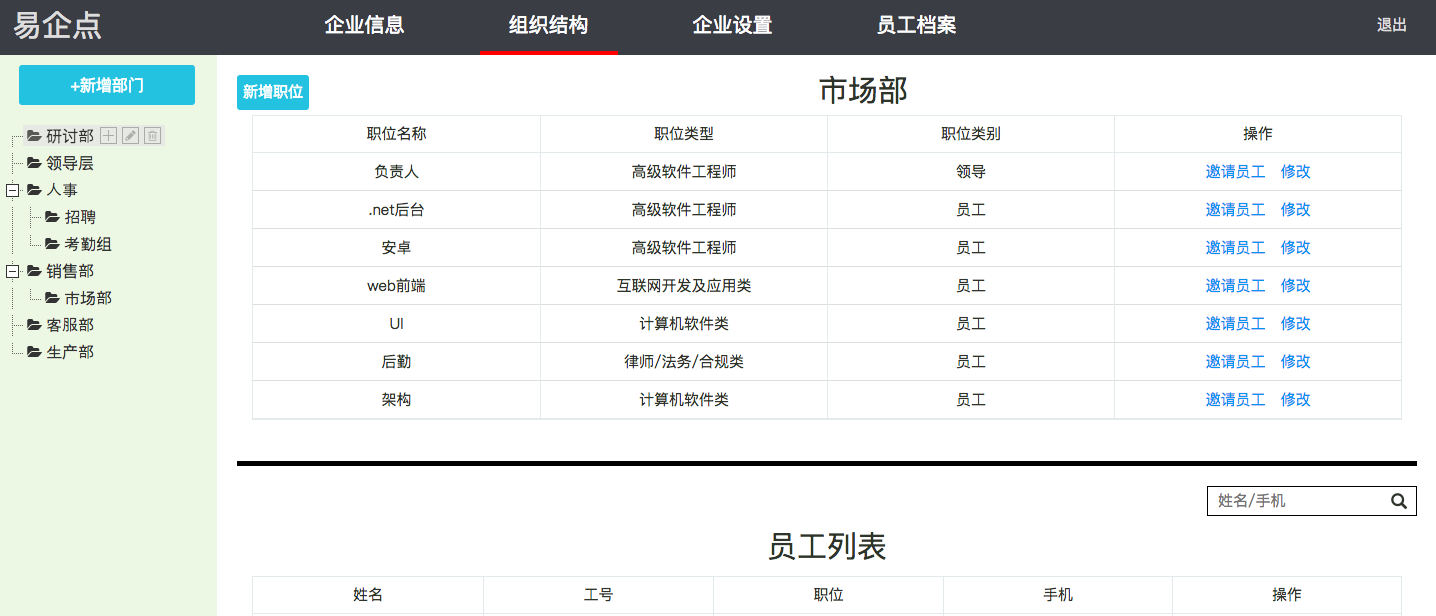 易企点 企业信息 组织结构 企业设置 员工档案 退出
+新增部门
研讨部
领导层
人事
招聘
考勤组
销售部
市场部
客服部
生产部
新增职位 市场部
职位名称 职位类型 职位类别 操作
负责人 高级软件工程师 领导 邀请员工 修改
.net后台 高级软件工程师 员工 邀请员工 修改
安卓 高级软件工程师 员工 邀请员工 修改
web前端 互联网开发及应用类 员工 邀请员工 修改
UI 计算机软件类 员工 邀请员工 修改
后勤 律师/法务/合规类 员工 邀请员工 修改
架构 计算机软件类 员工 邀请员工 修改
姓名/手机
员工列表
姓名 工号 职位 手机 操作